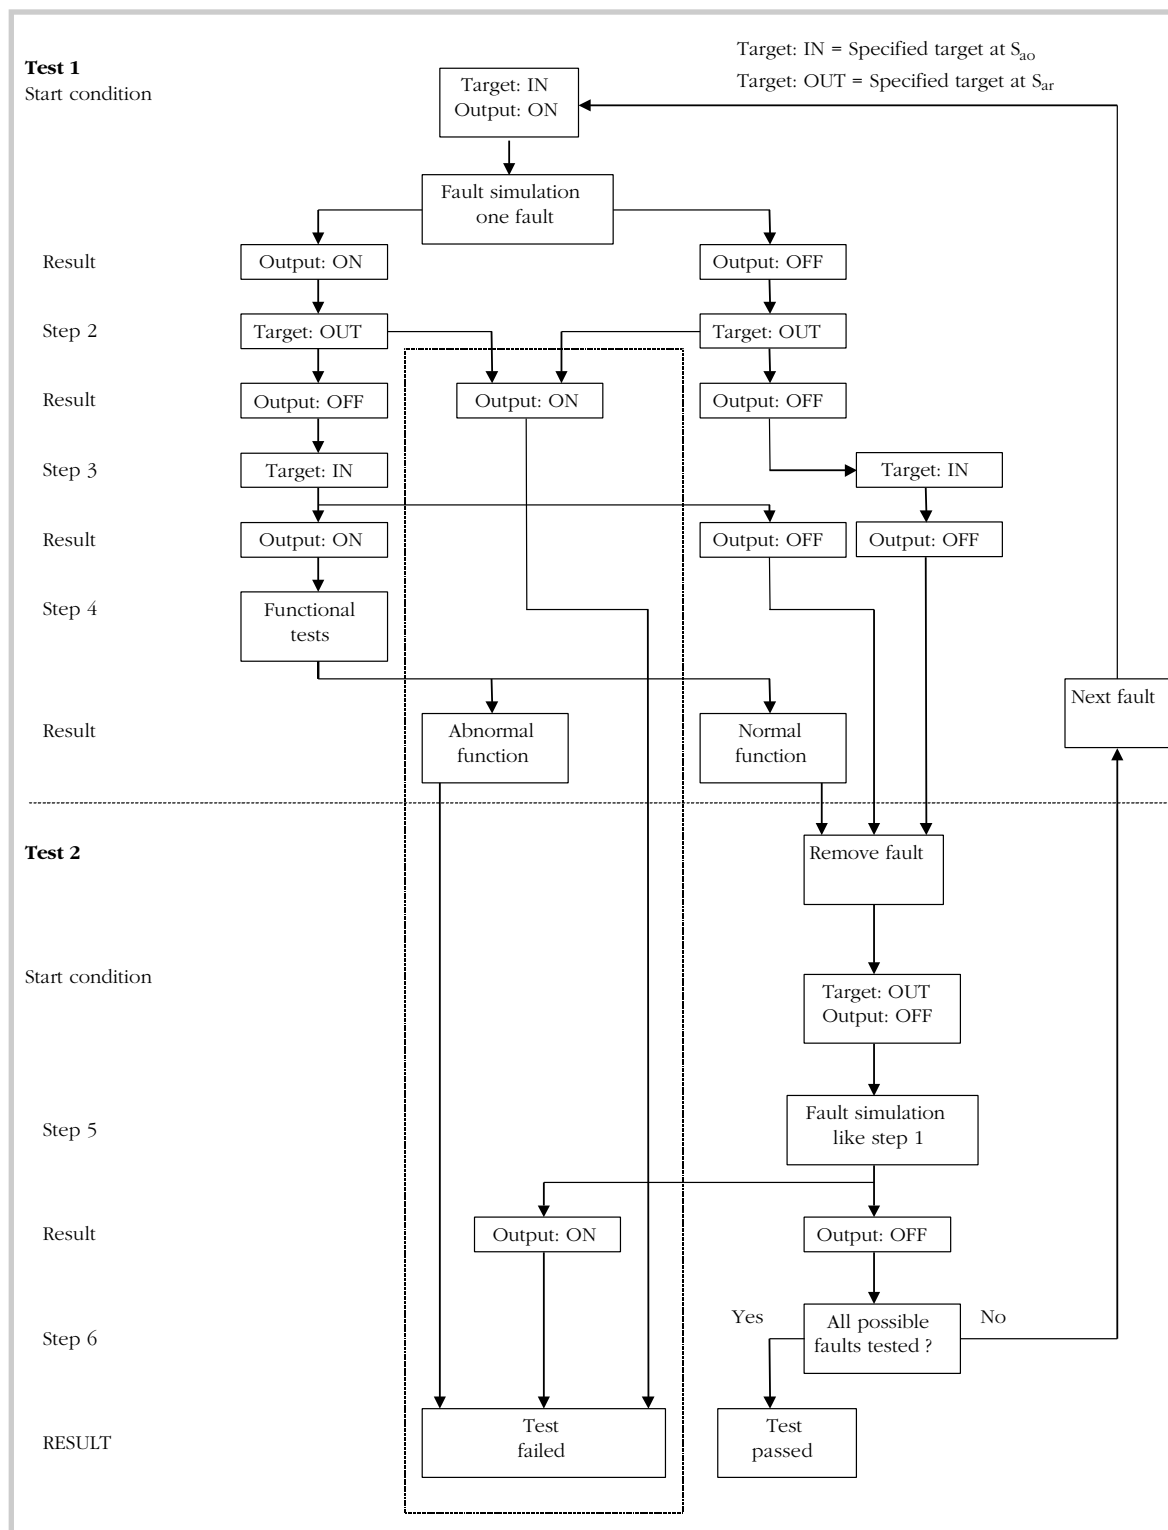 Target: IN = Specified target at Sao
Test 1
Target: IN
Target: OUT = Specified target at Sar
Start condition
Output: ON
Fault simulation
one fault
Result
Output: ON
Output: OFF
Step 2
Target: OUT
Target: OUT
Result
Output: OFF
Output: ON
Output: OFF
Step 3
Target: IN
Target: IN
Result
Output: ON
Output: OFF
Output: OFF
Step 4
Functional
tests
Next fault
Result
Abnormal
function
Normal
function
Test 2
Remove fault
Start condition
Target: OUT
Output: OFF
Step 5
Fault simulation
like step 1
Result
Output: ON
Output: OFF
Yes
No
Step 6
All possible
faults tested ?
RESULT
Test
failed
Test
passed